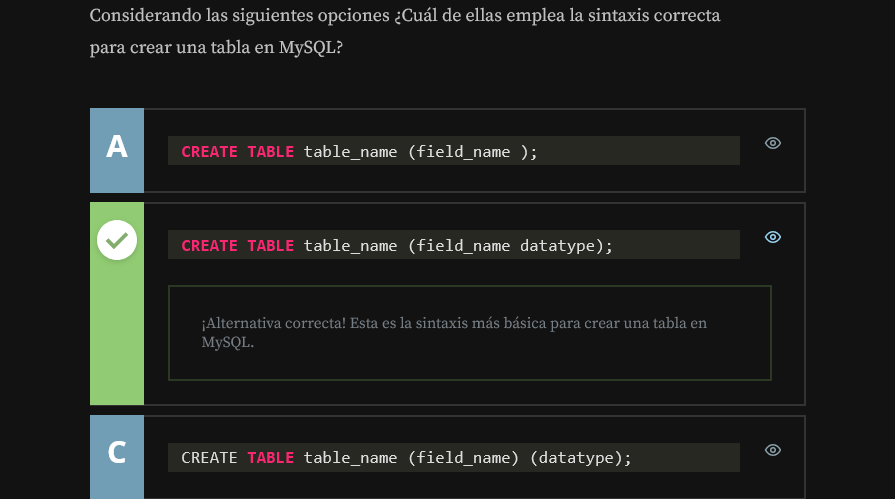 Considerando las siguientes opciones ¿Cuál de ellas emplea la sintaxis correcta
para crear una tabla en MySQL?
A
CREATE TABLE table_name (field_name );
CREATE TABLE table_name (field_name datatype);
¡Alternativa correcta! Esta es la sintaxis más básica para crear una tabla en
MySQL.
C
CREATE TABLE table_name (field_name) (datatype);